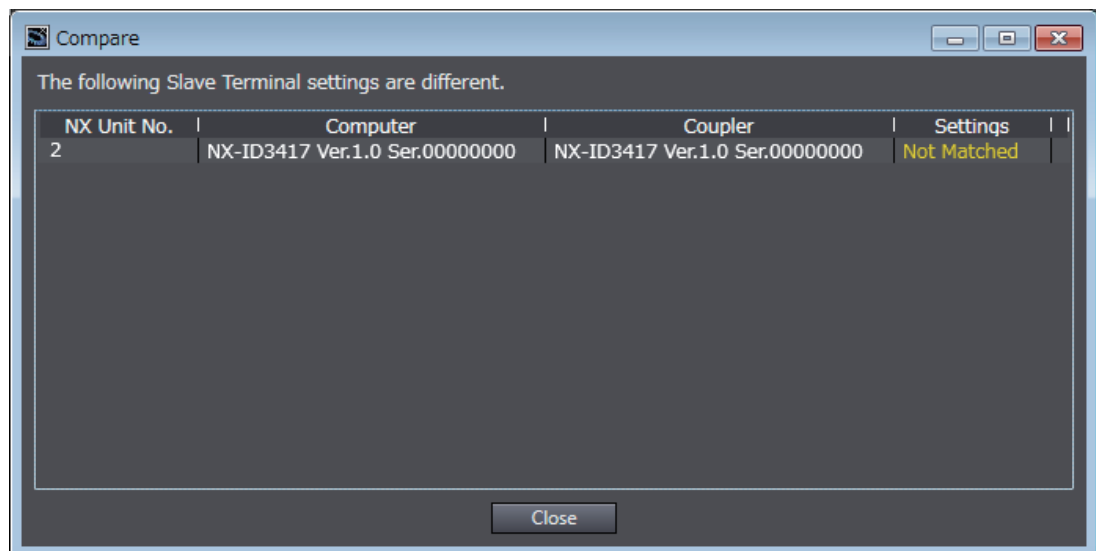 Compare
The following Slave Terminal settings are different.
NX Unit No. Computer Coupler Settings
2 NX-ID3417 Ver.1.0 Ser.00000000 NX-ID3417 Ver.1.0 Ser.00000000 Not Matched
Close